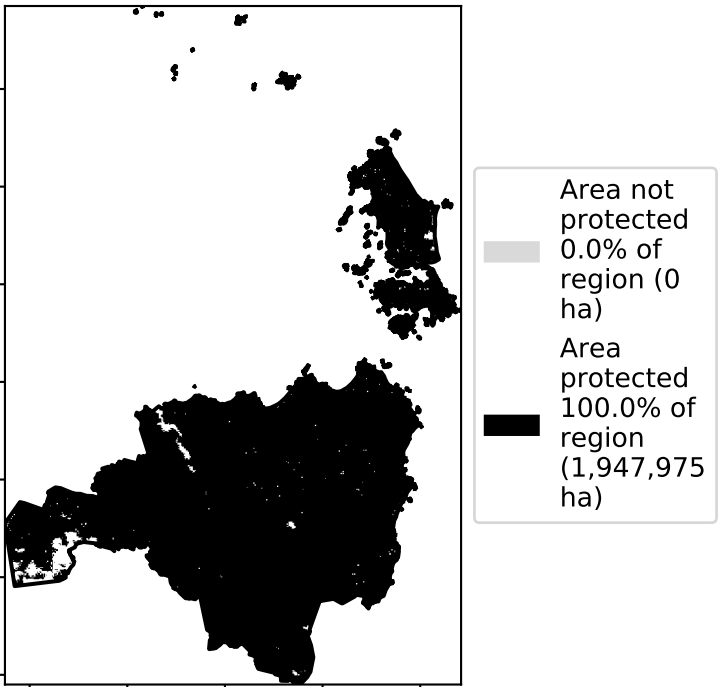 Area not
protected
0.0% of
region (0
ha)
Area
protected
100.0% of
region
(1,947,975
ha)